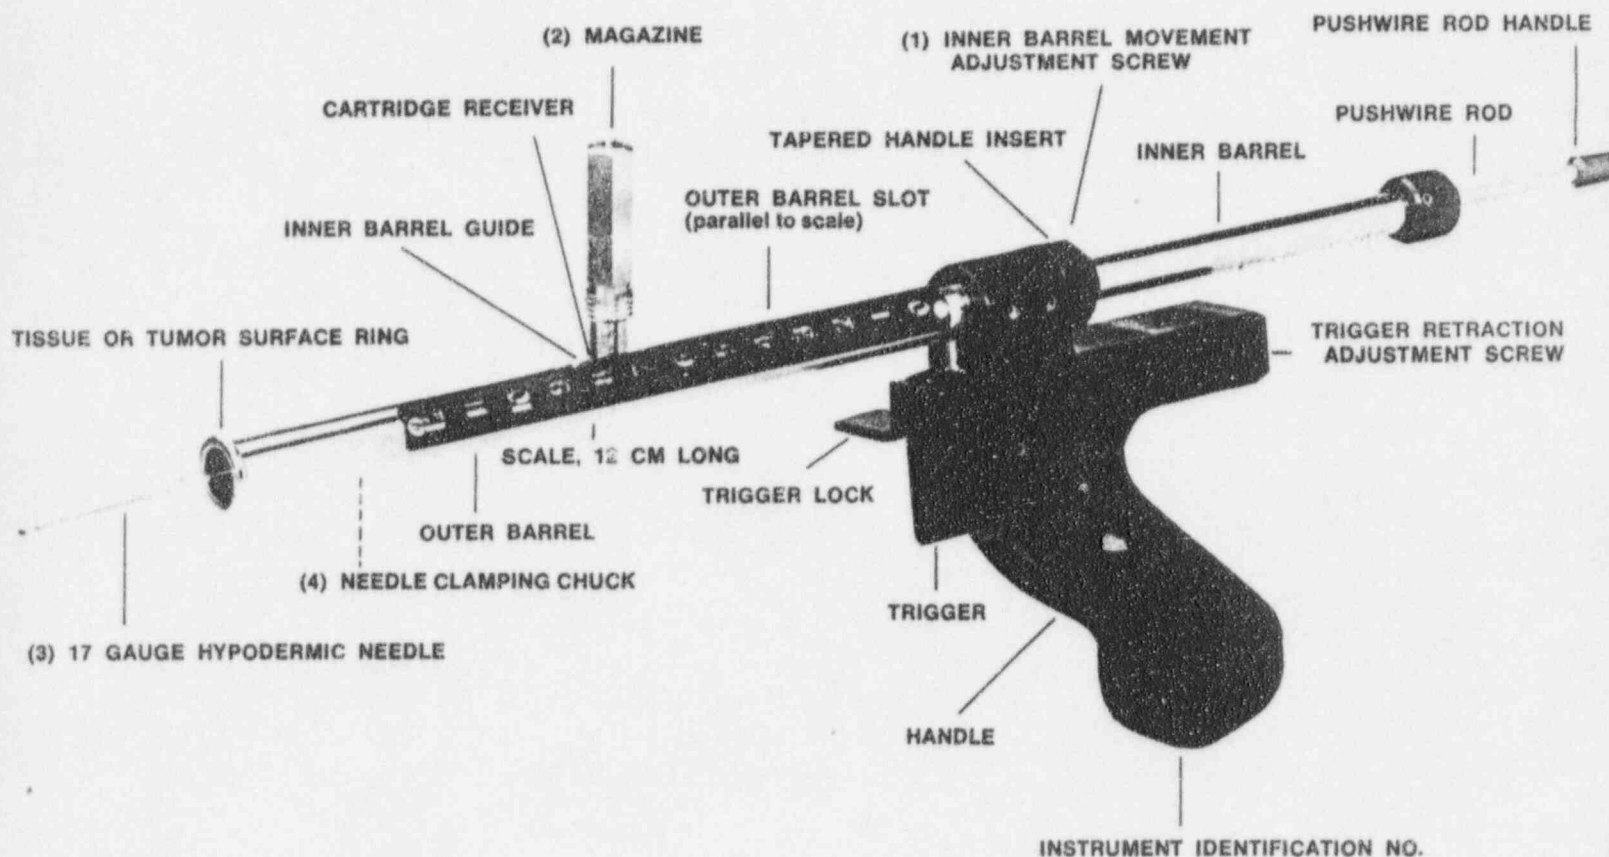 PUSHWIRE ROD HANDLE
(2) MAGAZINE
(1) INNER BARREL MOVEMENT
ADJUSTMENT SCREW
CARTRIDGE RECEIVER
PUSHWIRE ROD
TAPERED HANDLE INSERT
INNER BARREL
OUTER BARREL SLOT
(parallel to scale)
INNER BARREL GUIDE
TISSUE OR TUMOR SURFACE RING
TRIGGER RETRACTION
ADJUSTMENT SCREW
SCALE, 12 CM LONG
TRIGGER LOCK
OUTER BARREL
(4) NEEDLE CLAMPING CHUCK
TRIGGER
(3) 17 GAUGE HYPODERMIC NEEDLE
HANDLE
INSTRUMENT IDENTIFICATION NO.